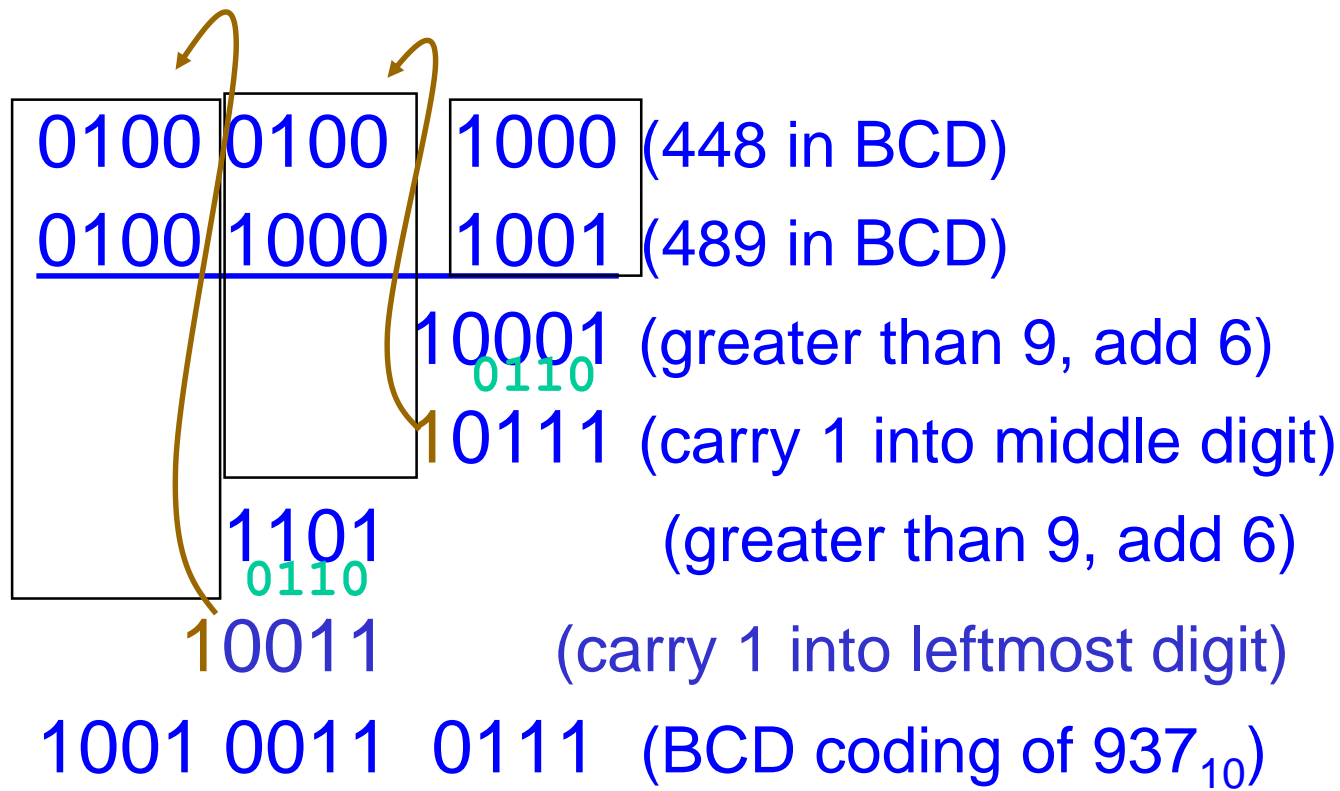 0100 0100 1000 (448 in BCD)
0100 1000 1001 (489 in BCD)
10001 (greater than 9, add 6)
0110
10111 (carry 1 into middle digit)
1101 (greater than 9, add 6)
0110
10011 (carry 1 into leftmost digit)
1001 0011 0111 (BCD coding of 937₁₀)